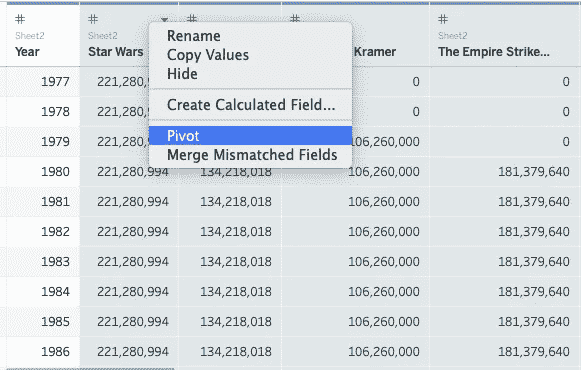 # # # #
Sheet2 Sheet2 Sheet2
Year Star Wars Kramer The Empire Strike...
Rename
Copy Values
Hide
Create Calculated Field...
Pivot
Merge Mismatched Fields
1977 221,280,994 0 0
1978 221,280, 0 0
1979 221,280, 106,260,000 0
1980 221,280,994 134,218,018 106,260,000 181,379,640
1981 221,280,994 134,218,018 106,260,000 181,379,640
1982 221,280,994 134,218,018 106,260,000 181,379,640
1983 221,280,994 134,218,018 106,260,000 181,379,640
1984 221,280,994 134,218,018 106,260,000 181,379,640
1985 221,280,994 134,218,018 106,260,000 181,379,640
1986 221,280,994 134,218,018 106,260,000 181,379,640